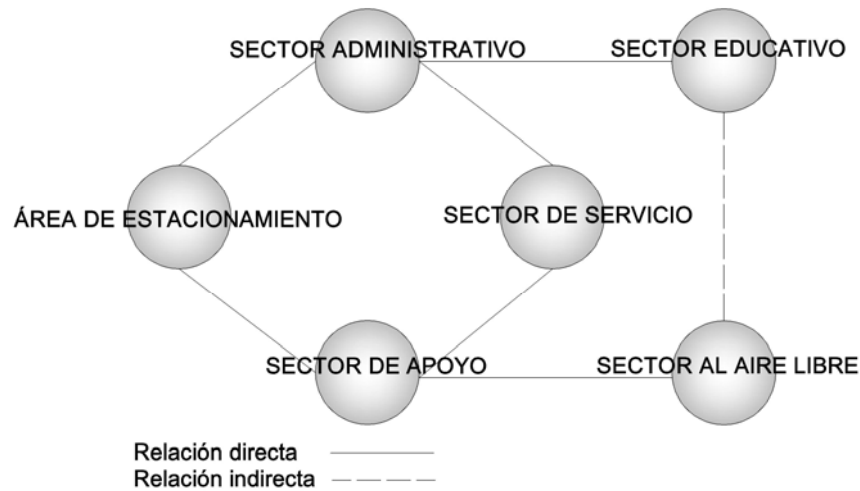 SECTOR ADMINISTRATIVO
SECTOR EDUCATIVO
ÁREA DE ESTACIONAMIENTO
SECTOR DE SERVICIO
SECTOR DE APOYO
SECTOR AL AIRE LIBRE
Relación directa
Relación indirecta